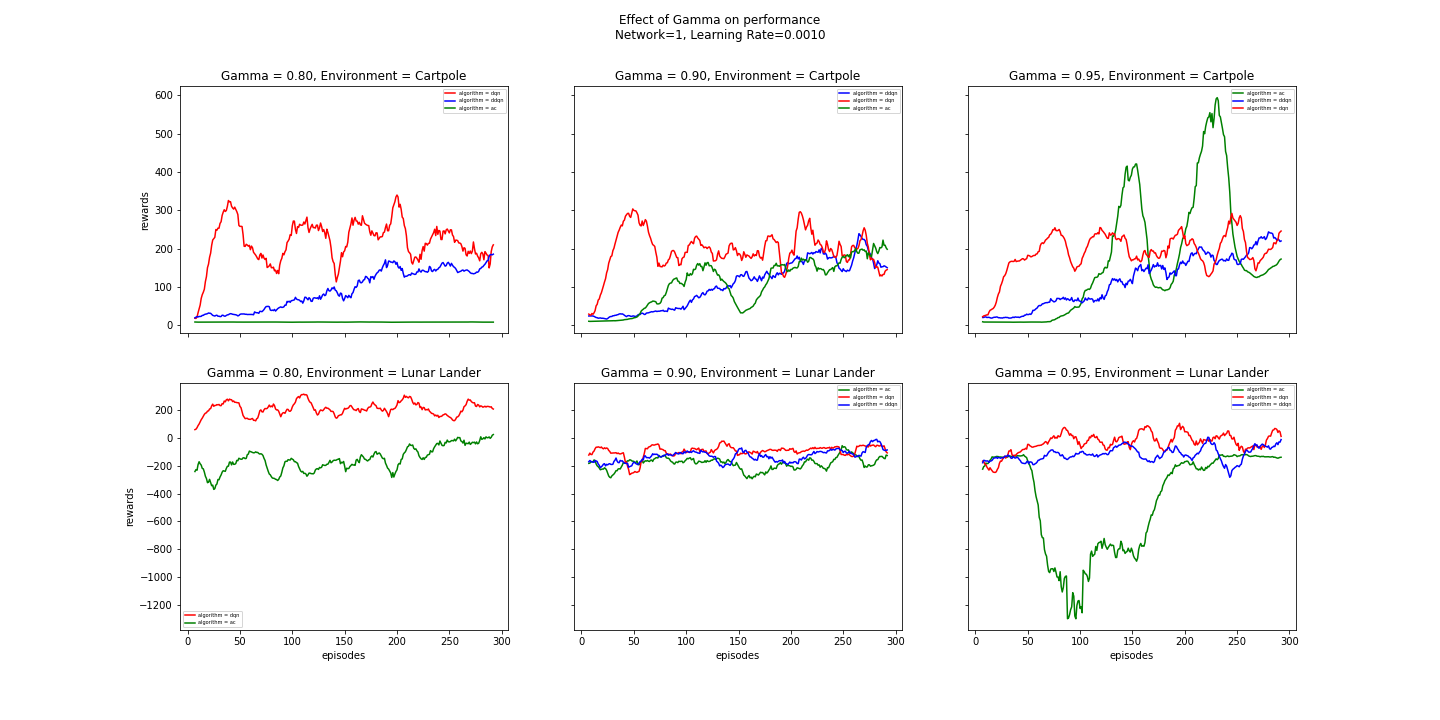 Effect of Gamma on performance
Network=1, Learning Rate=0.0010
Gamma = 0.80, Environment = Cartpole
600
500
400
300
200
100
0
rewards
algorithm = dqn
algorithm = ddqn
algorithm = ac
Gamma = 0.90, Environment = Cartpole
algorithm = ddqn
algorithm = dqn
algorithm = ac
Gamma = 0.95, Environment = Cartpole
algorithm = ac
algorithm = ddqn
algorithm = dqn
Gamma = 0.80, Environment = Lunar Lander
200
0
−200
−400
−600
−800
−1000
−1200
rewards
algorithm = dqn
algorithm = ac
0 50 100 150 200 250 300
episodes
Gamma = 0.90, Environment = Lunar Lander
algorithm = ac
algorithm = dqn
algorithm = ddqn
0 50 100 150 200 250 300
episodes
Gamma = 0.95, Environment = Lunar Lander
algorithm = ac
algorithm = dqn
algorithm = ddqn
0 50 100 150 200 250 300
episodes